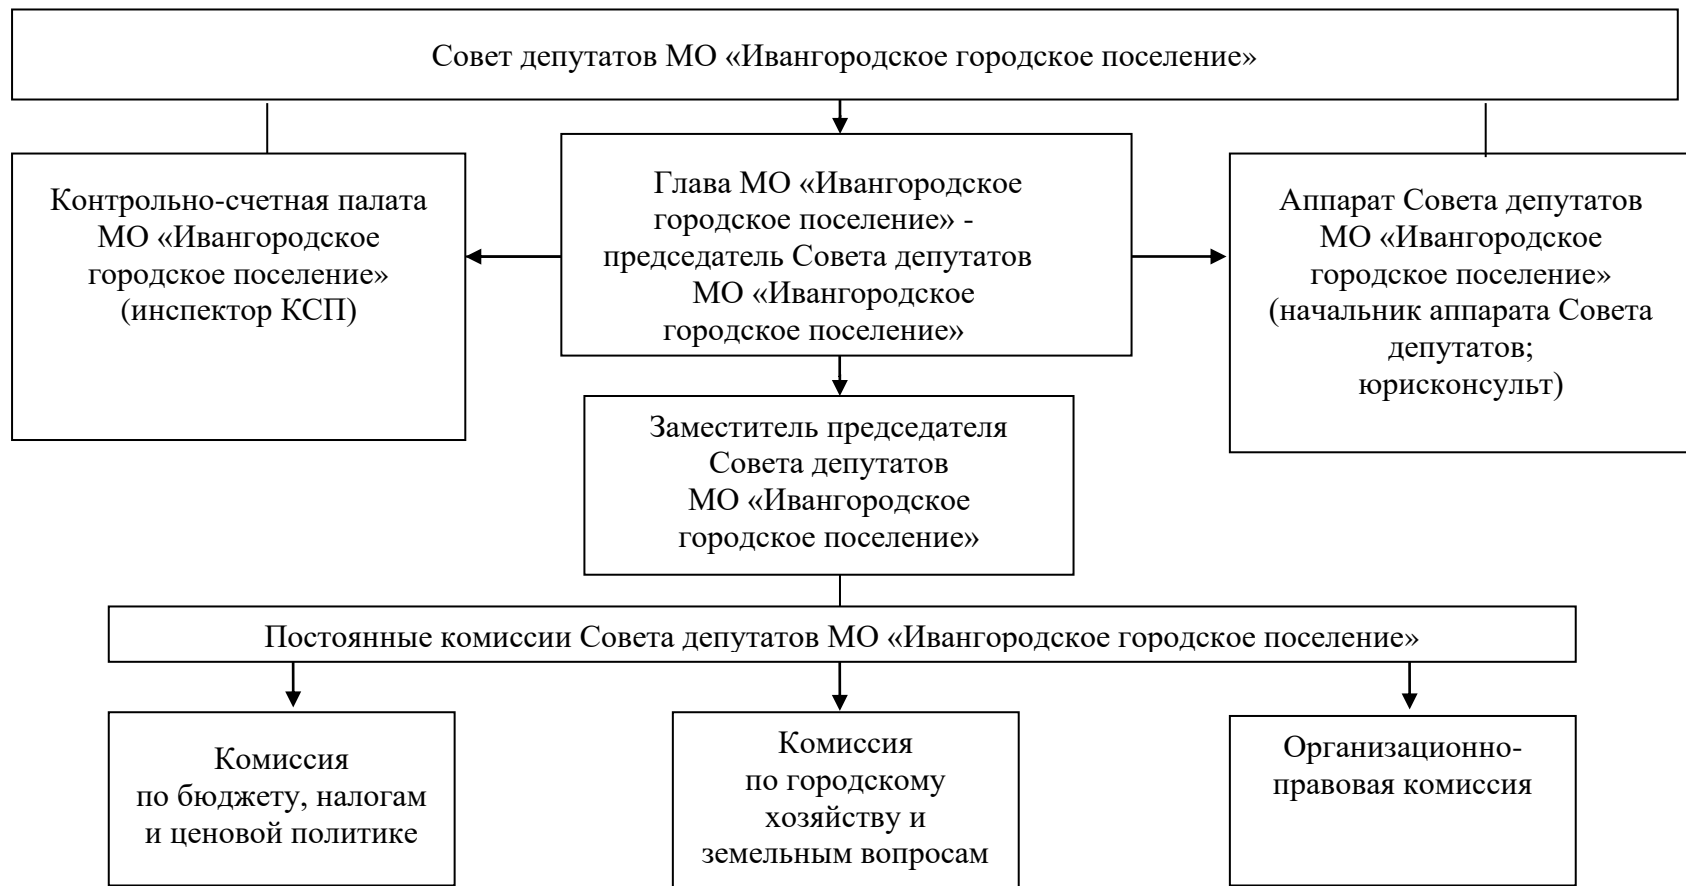 Совет депутатов МО «Ивангородское городское поселение»
Контрольно-счетная палата
МО «Ивангородское
городское поселение»
(инспектор КСП)
Глава МО «Ивангородское
городское поселение» -
председатель Совета депутатов
МО «Ивангородское
городское поселение»
Аппарат Совета депутатов
МО «Ивангородское
городское поселение»
(начальник аппарата Совета
депутатов;
юрисконсульт)
Заместитель председателя
Совета депутатов
МО «Ивангородское
городское поселение»
Постоянные комиссии Совета депутатов МО «Ивангородское городское поселение»
Комиссия
по бюджету, налогам
и ценовой политике
Комиссия
по городскому
хозяйству и
земельным вопросам
Организационно-
правовая комиссия